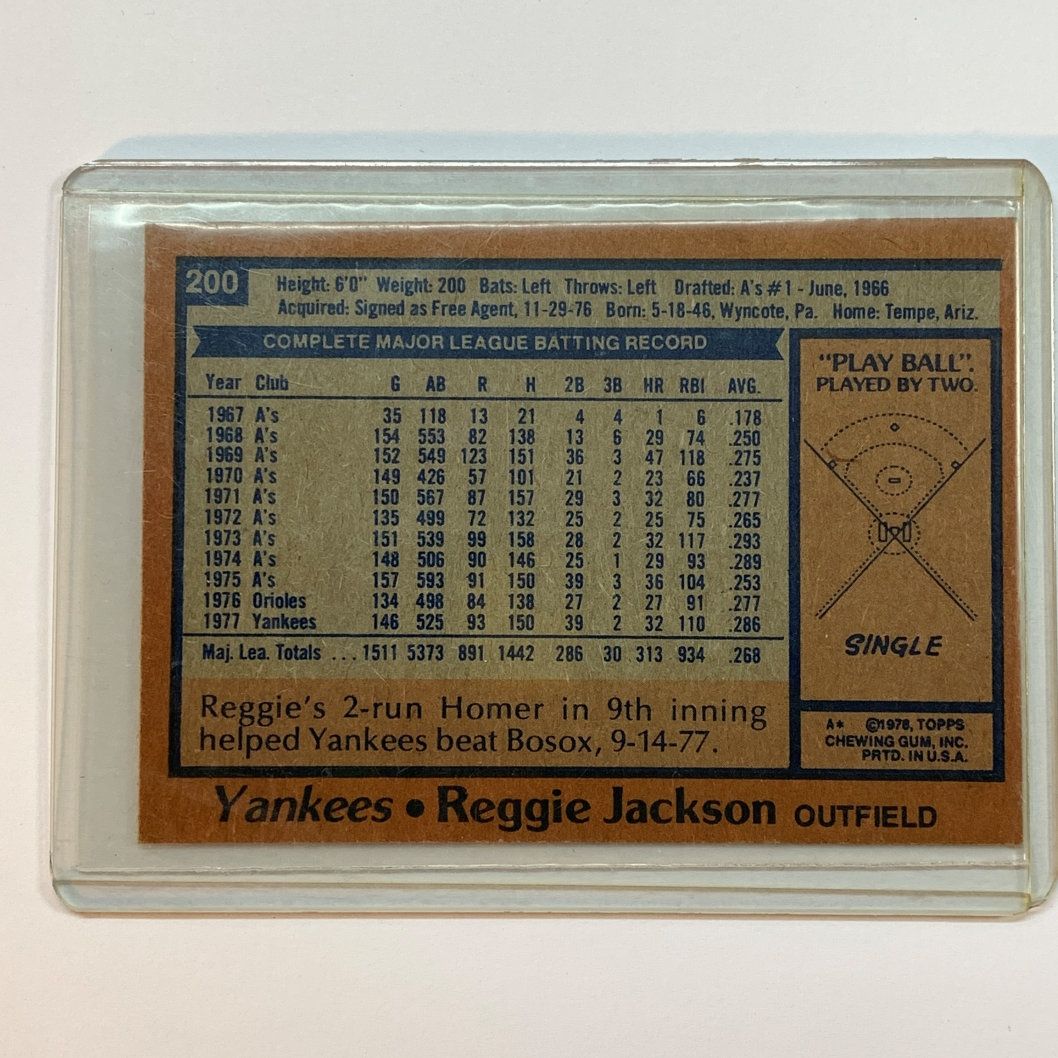 200
Height: 6'0" Weight: 200 Bats: Left Throws: Left Drafted: A's #1 - June, 1966
Acquired: Signed as Free Agent, 11-29-76 Born: 5-18-46, Wyncote, Pa. Home: Tempe, Ariz.
COMPLETE MAJOR LEAGUE BATTING RECORD
Year Club G AB R H 2B 3B HR RBI AVG.
1967 A's 35 118 13 21 4 4 1 6 .178
1968 A's 154 553 82 138 13 6 29 74 .250
1969 A's 152 549 123 151 36 3 47 118 .275
1970 A's 149 426 57 101 21 2 23 66 .237
1971 A's 150 567 87 157 29 3 32 80 .277
1972 A's 135 499 72 132 25 2 25 75 .265
1973 A's 151 539 99 158 28 2 32 117 .293
1974 A's 148 506 90 146 25 1 29 93 .289
1975 A's 157 593 91 150 39 3 36 104 .253
1976 Orioles 134 498 84 138 27 2 27 91 .277
1977 Yankees 146 525 93 150 39 2 32 110 .286
Maj. Lea. Totals ... 1511 5373 891 1442 286 30 313 934 .268
Reggie's 2-run Homer in 9th inning
helped Yankees beat Bosox, 9-14-77.
"PLAY BALL".
PLAYED BY TWO.
SINGLE
A* ©1978, TOPPS
CHEWING GUM, INC.
PRTD. IN U.S.A.
Yankees • Reggie Jackson OUTFIELD